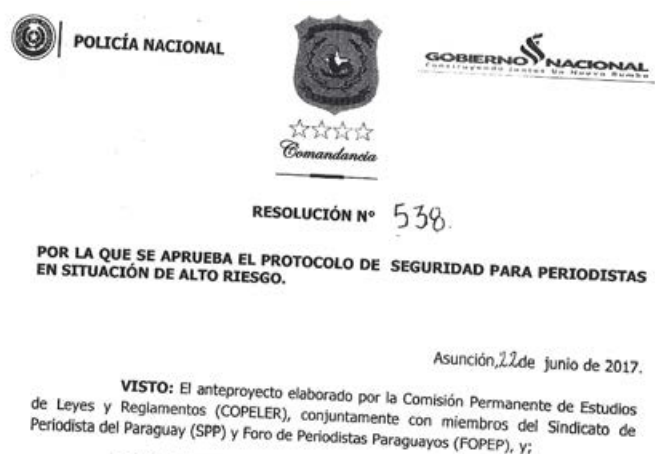 POLICÍA NACIONAL
GOBIERNO NACIONAL
Construyendo Juntos Un Nuevo Rumbo
Comandancia
RESOLUCIÓN Nº 538.
POR LA QUE SE APRUEBA EL PROTOCOLO DE SEGURIDAD PARA PERIODISTAS
EN SITUACIÓN DE ALTO RIESGO.
Asunción,22de junio de 2017.
VISTO: El anteproyecto elaborado por la Comisión Permanente de Estudios
de Leyes y Reglamentos (COPELER), conjuntamente con miembros del Sindicato de
Periodista del Paraguay (SPP) y Foro de Periodistas Paraguayos (FOPEP), y;